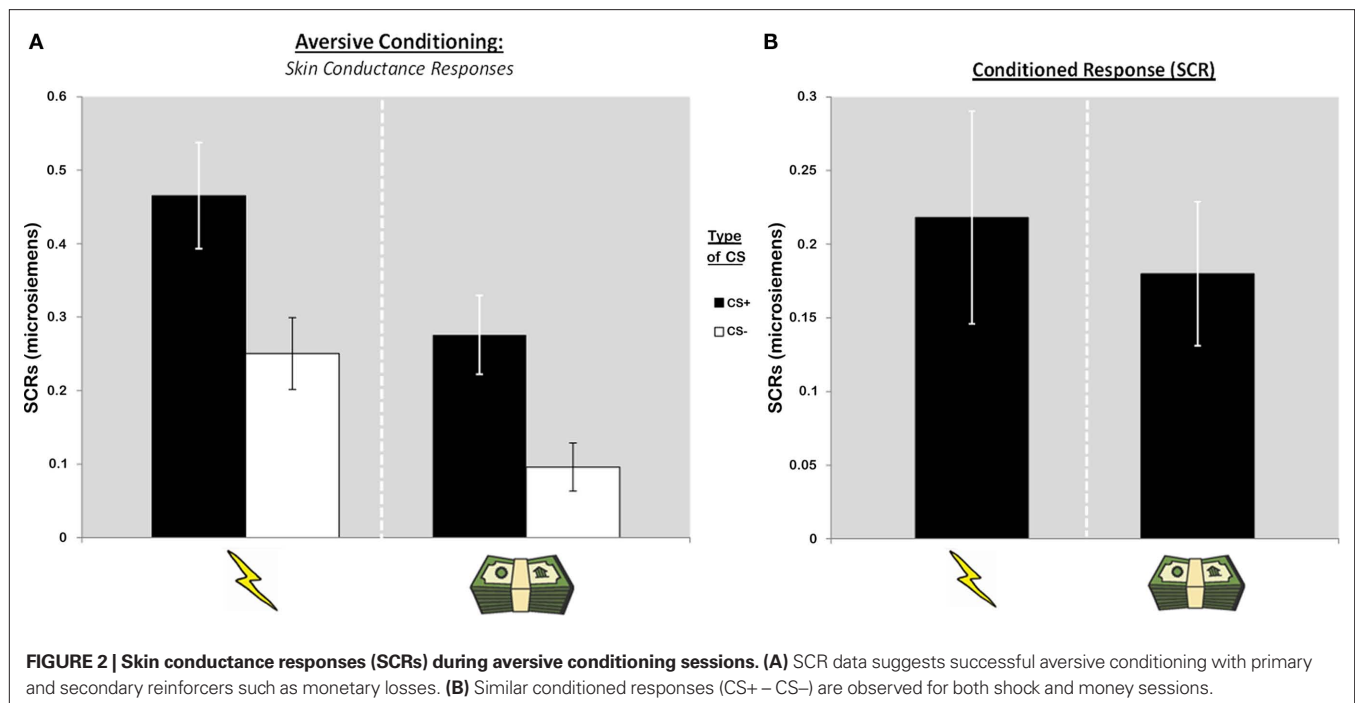 A
Aversive Conditioning:
Skin Conductance Responses
SCRs (microsiemens)
0.6
0.5
0.4
0.3
0.2
0.1
0
Type
of CS
CS+
CS-
B
Conditioned Response (SCR)
SCRs (microsiemens)
0.3
0.25
0.2
0.15
0.1
0.05
0
FIGURE 2 | Skin conductance responses (SCRs) during aversive conditioning sessions. (A) SCR data suggests successful aversive conditioning with primary
and secondary reinforcers such as monetary losses. (B) Similar conditioned responses (CS+ – CS–) are observed for both shock and money sessions.